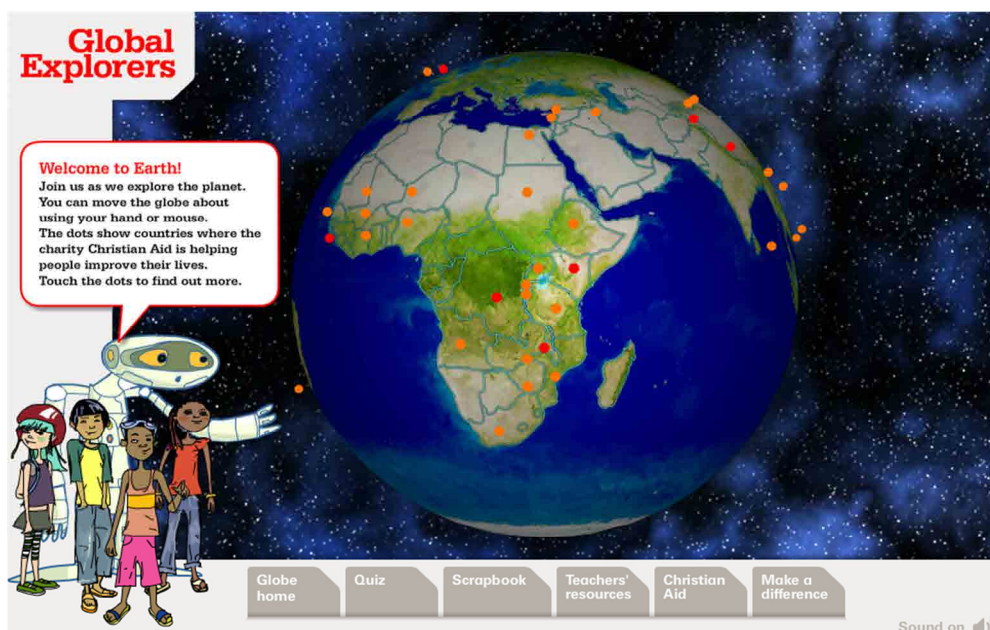 Global
Explorers
Welcome to Earth!
Join us as we explore the planet.
You can move the globe about
using your hand or mouse.
The dots show countries where the
charity Christian Aid is helping
people improve their lives.
Touch the dots to find out more.
Globe
home
Quiz
Scrapbook
Teachers'
resources
Christian
Aid
Make a
difference
Sound on